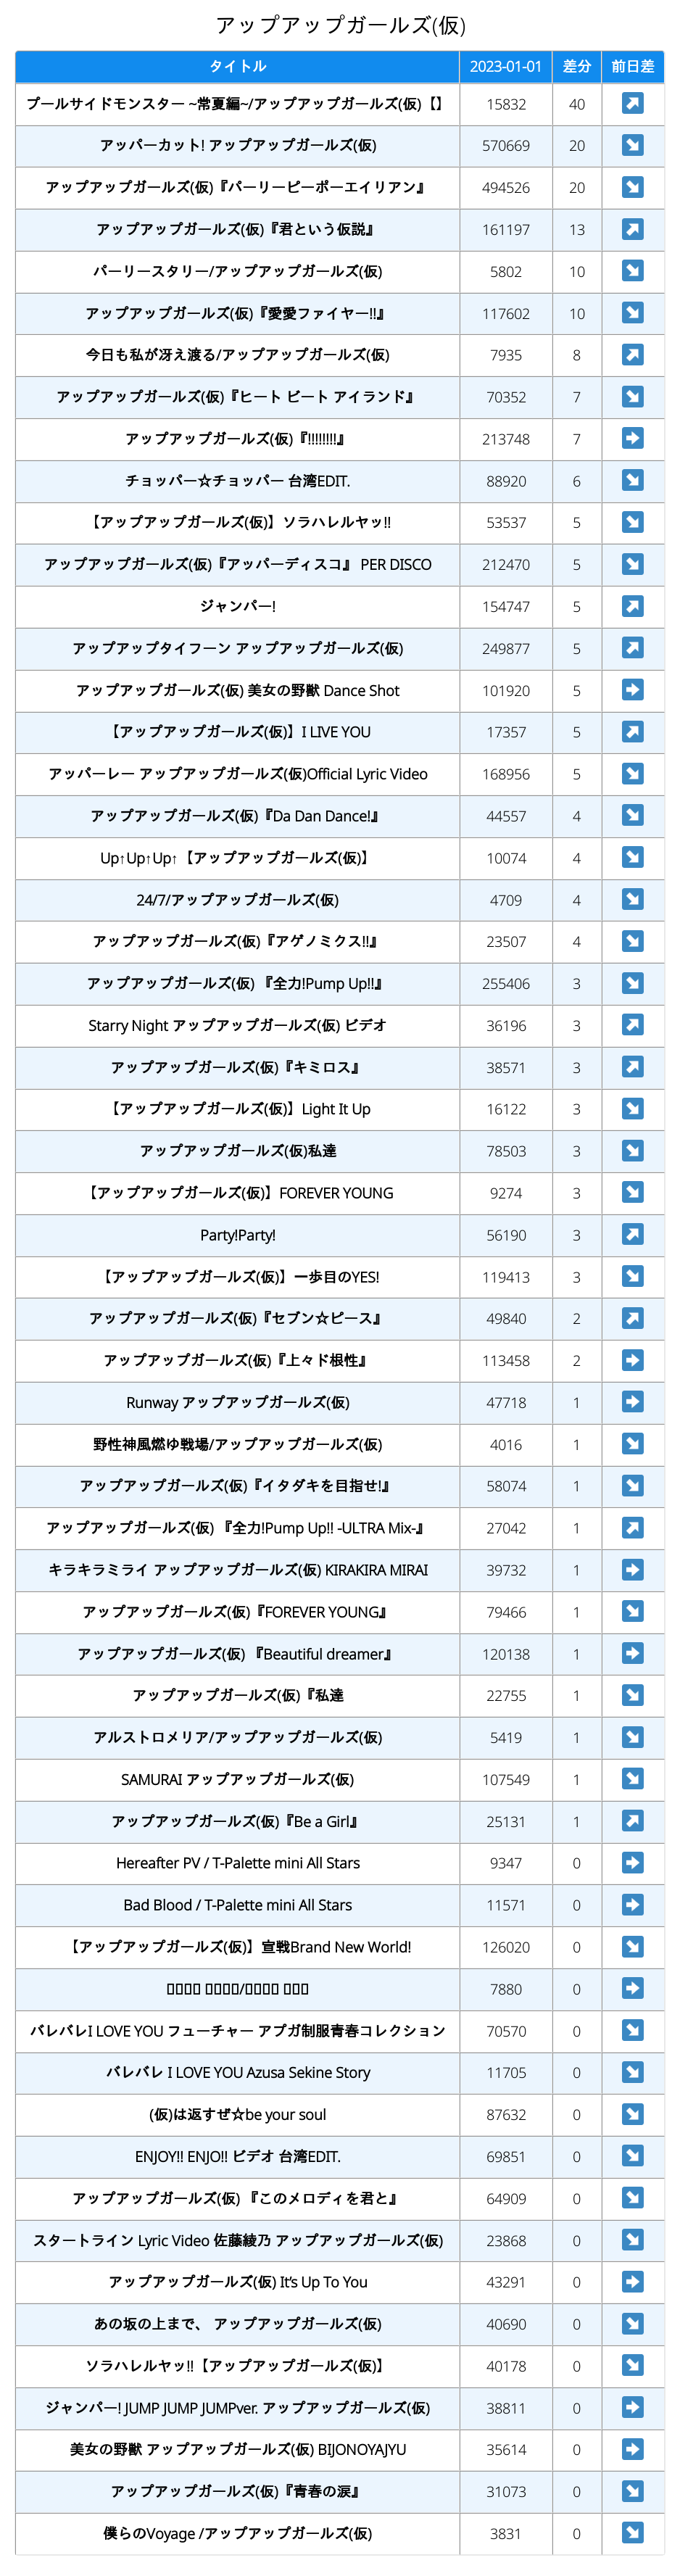 アップアップガールズ(仮)
タイトル 2023-01-01 差分 前日差
プールサイドモンスター ~常夏編~/アップアップガールズ(仮)【】 15832 40
アッパーカット! アップアップガールズ(仮) 570669 20
アップアップガールズ(仮)『パーリーピーポーエイリアン』 494526 20
アップアップガールズ(仮)『君という仮説』 161197 13
パーリースタリー/アップアップガールズ(仮) 5802 10
アップアップガールズ(仮)『愛愛ファイヤー!!』 117602 10
今日も私が冴え渡る/アップアップガールズ(仮) 7935 8
アップアップガールズ(仮)『ヒート ビート アイランド』 70352 7
アップアップガールズ(仮)『!!!!!!!!』 213748 7
チョッパー☆チョッパー 台湾EDIT. 88920 6
【アップアップガールズ(仮)】ソラハレルヤッ!! 53537 5
アップアップガールズ(仮)『アッパーディスコ』 PER DISCO 212470 5
ジャンパー! 154747 5
アップアップタイフーン アップアップガールズ(仮) 249877 5
アップアップガールズ(仮) 美女の野獣 Dance Shot 101920 5
【アップアップガールズ(仮)】I LIVE YOU 17357 5
アッパーレー アップアップガールズ(仮)Official Lyric Video 168956 5
アップアップガールズ(仮)『Da Dan Dance!』 44557 4
Up↑Up↑Up↑【アップアップガールズ(仮)】 10074 4
24/7/アップアップガールズ(仮) 4709 4
アップアップガールズ(仮)『アゲノミクス!!』 23507 4
アップアップガールズ(仮) 『全力!Pump Up!!』 255406 3
Starry Night アップアップガールズ(仮) ビデオ 36196 3
アップアップガールズ(仮)『キミロス』 38571 3
【アップアップガールズ(仮)】Light It Up 16122 3
アップアップガールズ(仮)私達 78503 3
【アップアップガールズ(仮)】FOREVER YOUNG 9274 3
Party!Party! 56190 3
【アップアップガールズ(仮)】一歩目のYES! 119413 3
アップアップガールズ(仮)『セブン☆ピース』 49840 2
アップアップガールズ(仮)『上々ド根性』 113458 2
Runway アップアップガールズ(仮) 47718 1
野性神風燃ゆ戦場/アップアップガールズ(仮) 4016 1
アップアップガールズ(仮)『イタダキを目指せ!』 58074 1
アップアップガールズ(仮) 『全力!Pump Up!! -ULTRA Mix-』 27042 1
キラキラミライ アップアップガールズ(仮) KIRAKIRA MIRAI 39732 1
アップアップガールズ(仮)『FOREVER YOUNG』 79466 1
アップアップガールズ(仮) 『Beautiful dreamer』 120138 1
アップアップガールズ(仮)『私達 22755 1
アルストロメリア/アップアップガールズ(仮) 5419 1
SAMURAI アップアップガールズ(仮) 107549 1
アップアップガールズ(仮)『Be a Girl』 25131 1
Hereafter PV / T-Palette mini All Stars 9347 0
Bad Blood / T-Palette mini All Stars 11571 0
【アップアップガールズ(仮)】宣戦Brand New World! 126020 0
/ 7880 0
バレバレI LOVE YOU フューチャー アプガ制服青春コレクション 70570 0
バレバレ I LOVE YOU Azusa Sekine Story 11705 0
(仮)は返すぜ☆be your soul 87632 0
ENJOY!! ENJO!! ビデオ 台湾EDIT. 69851 0
アップアップガールズ(仮) 『このメロディを君と』 64909 0
スタートライン Lyric Video 佐藤綾乃 アップアップガールズ(仮) 23868 0
アップアップガールズ(仮) It's Up To You 43291 0
あの坂の上まで、 アップアップガールズ(仮) 40690 0
ソラハレルヤッ!!【アップアップガールズ(仮)】 40178 0
ジャンパー! JUMP JUMP JUMPver. アップアップガールズ(仮) 38811 0
美女の野獣 アップアップガールズ(仮) BIJONOYAJYU 35614 0
アップアップガールズ(仮)『青春の涙』 31073 0
僕らのVoyage /アップアップガールズ(仮) 3831 0